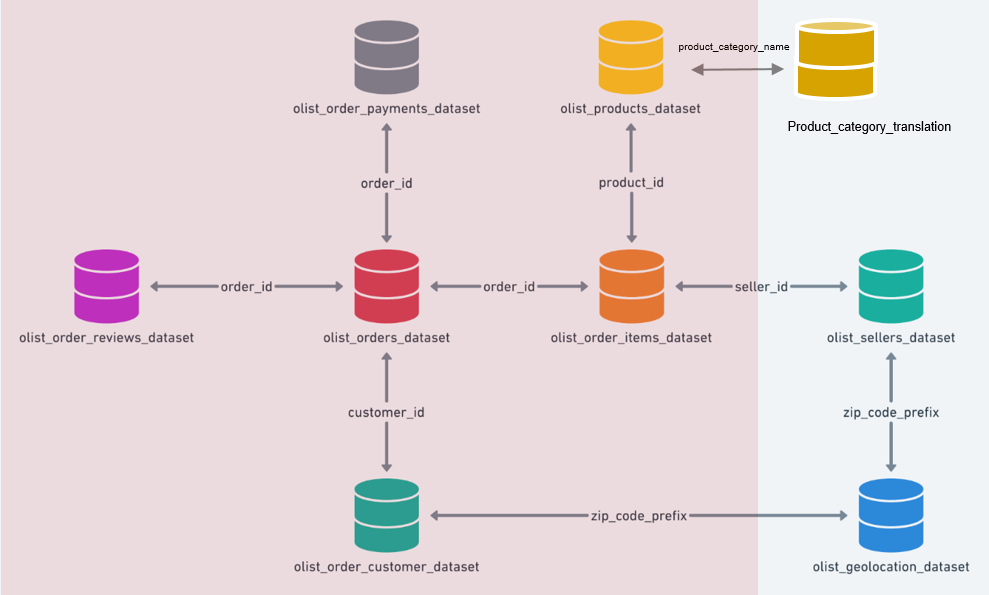 product_category_name
olist_order_payments_dataset
olist_products_dataset
Product_category_translation
order_id
product_id
order_id
order_id
seller_id
olist_order_reviews_dataset
olist_orders_dataset
olist_order_items_dataset
olist_sellers_dataset
customer_id
zip_code_prefix
zip_code_prefix
olist_order_customer_dataset
olist_geolocation_dataset